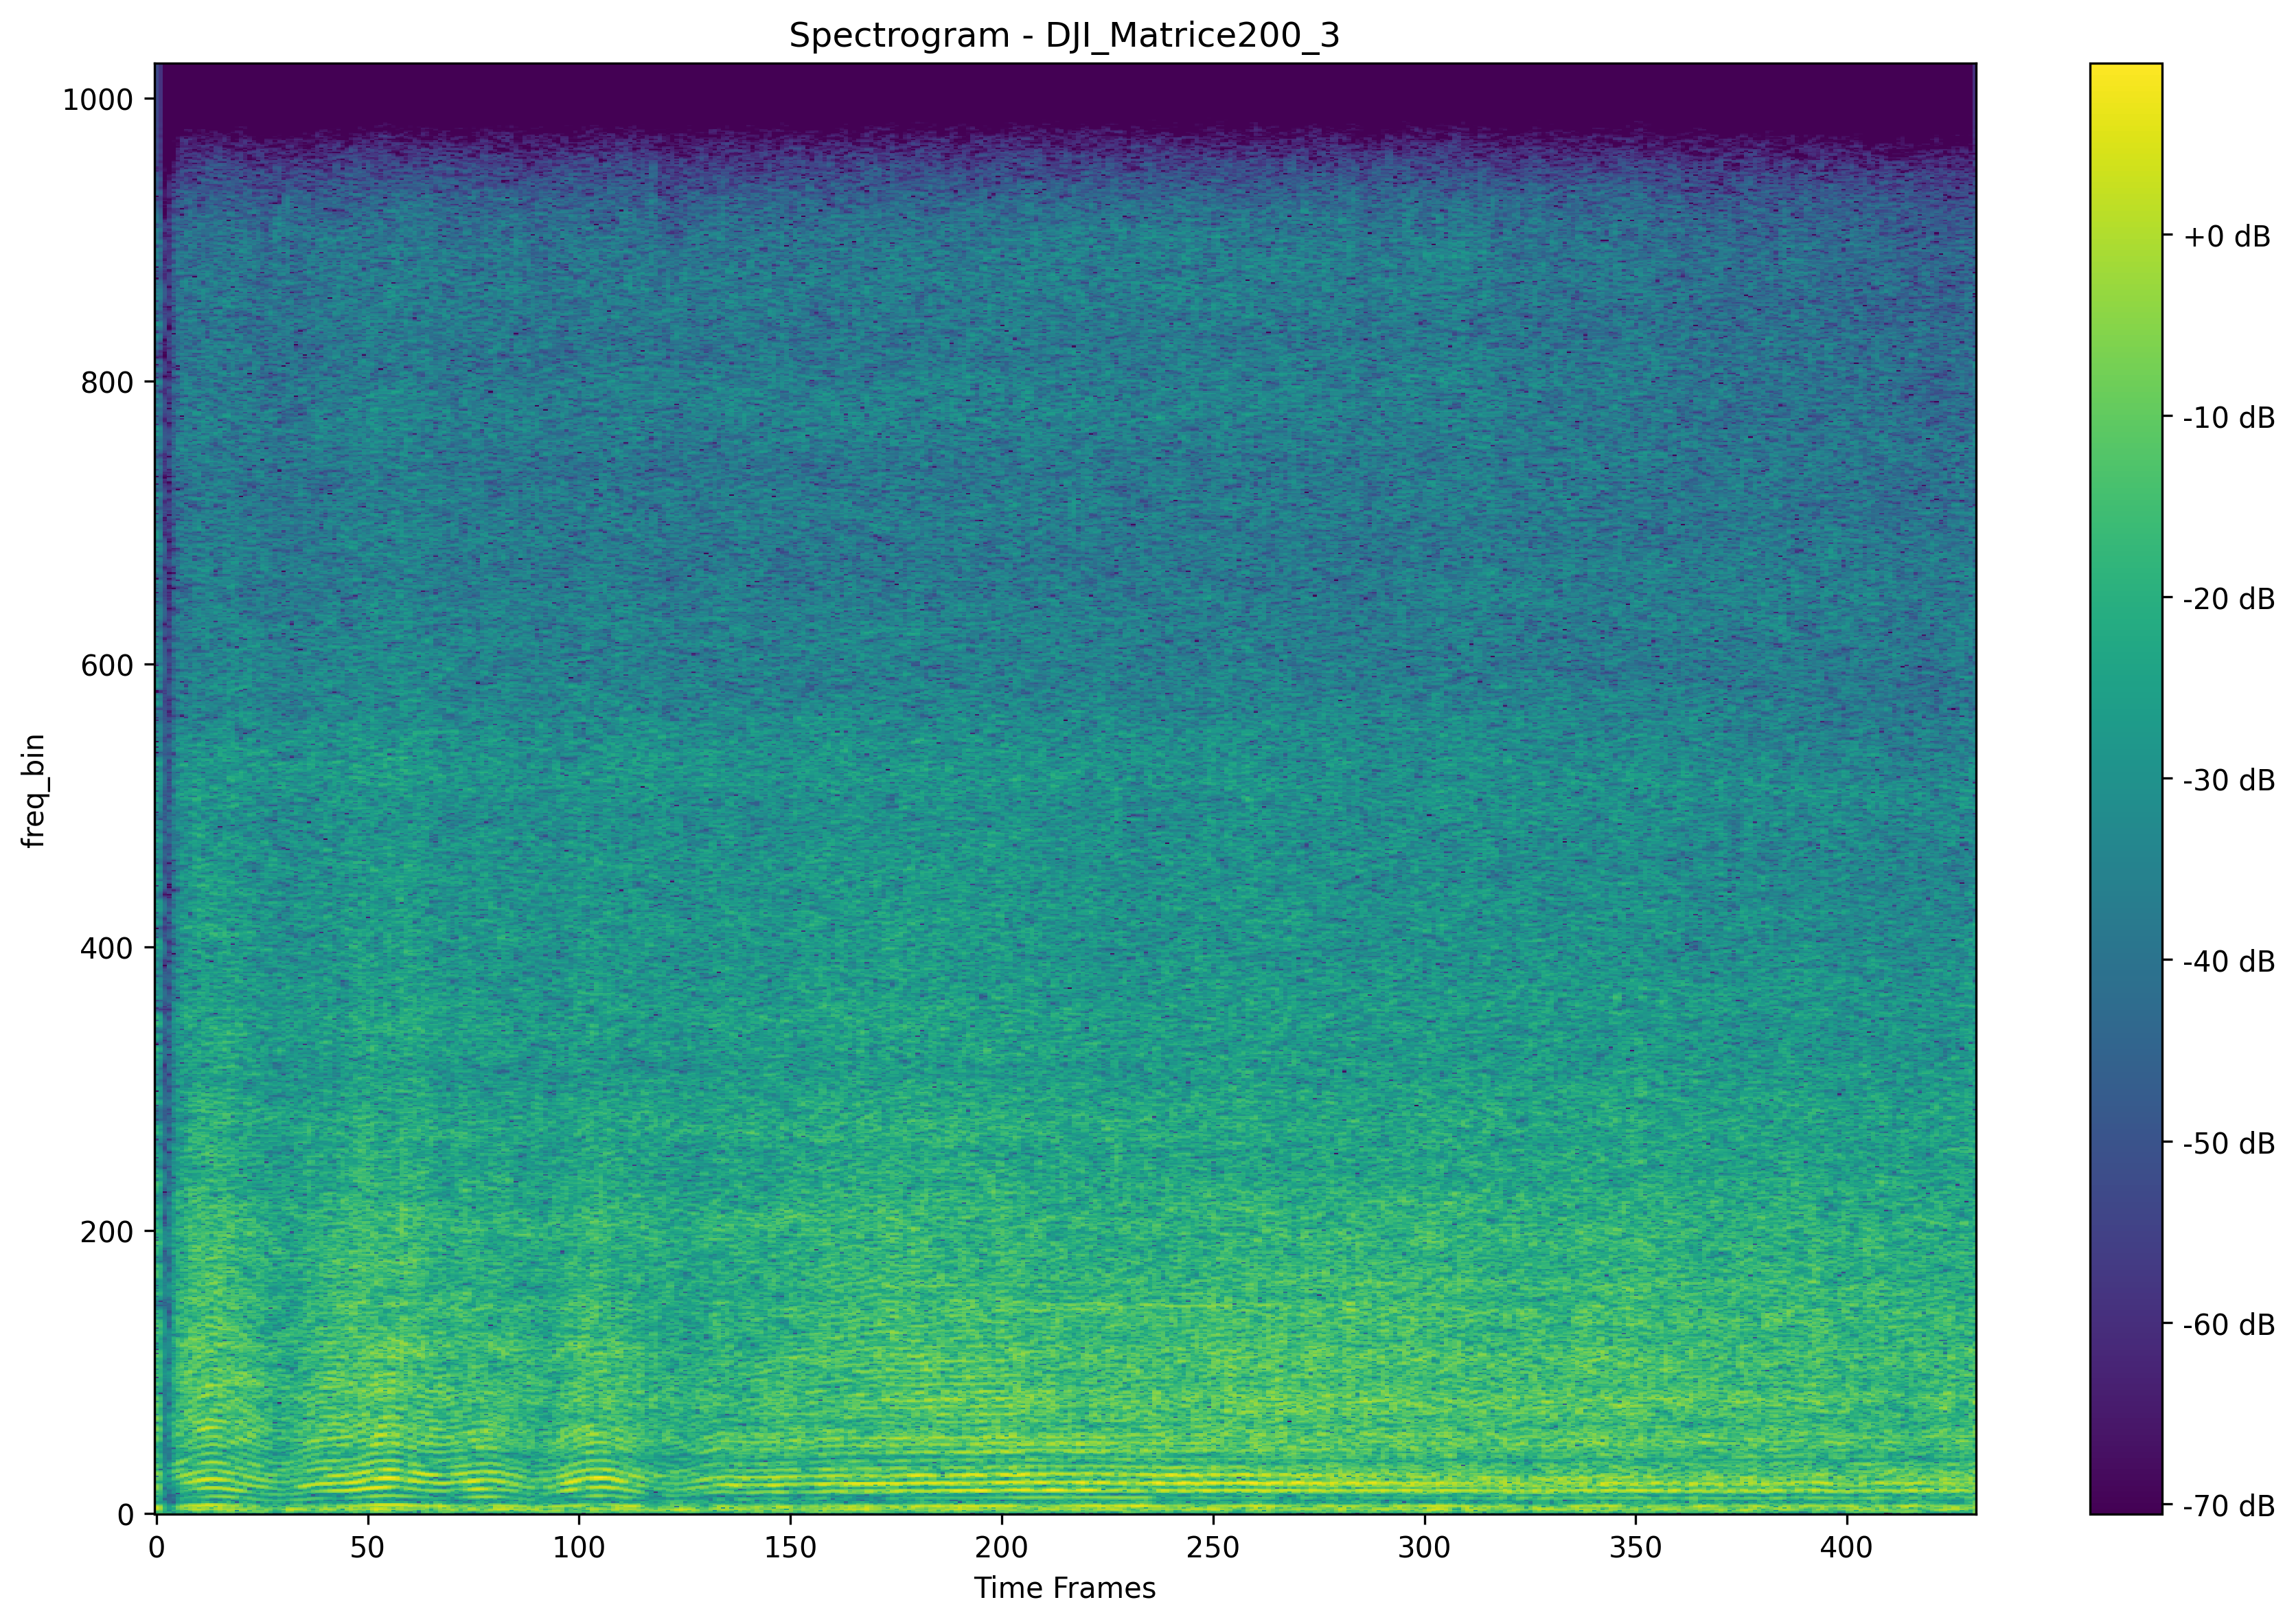 Spectrogram - DJI_Matrice200_3
1000
800
600
400
200
0
freq_bin
0 50 100 150 200 250 300 350 400
Time Frames
+0 dB
-10 dB
-20 dB
-30 dB
-40 dB
-50 dB
-60 dB
-70 dB